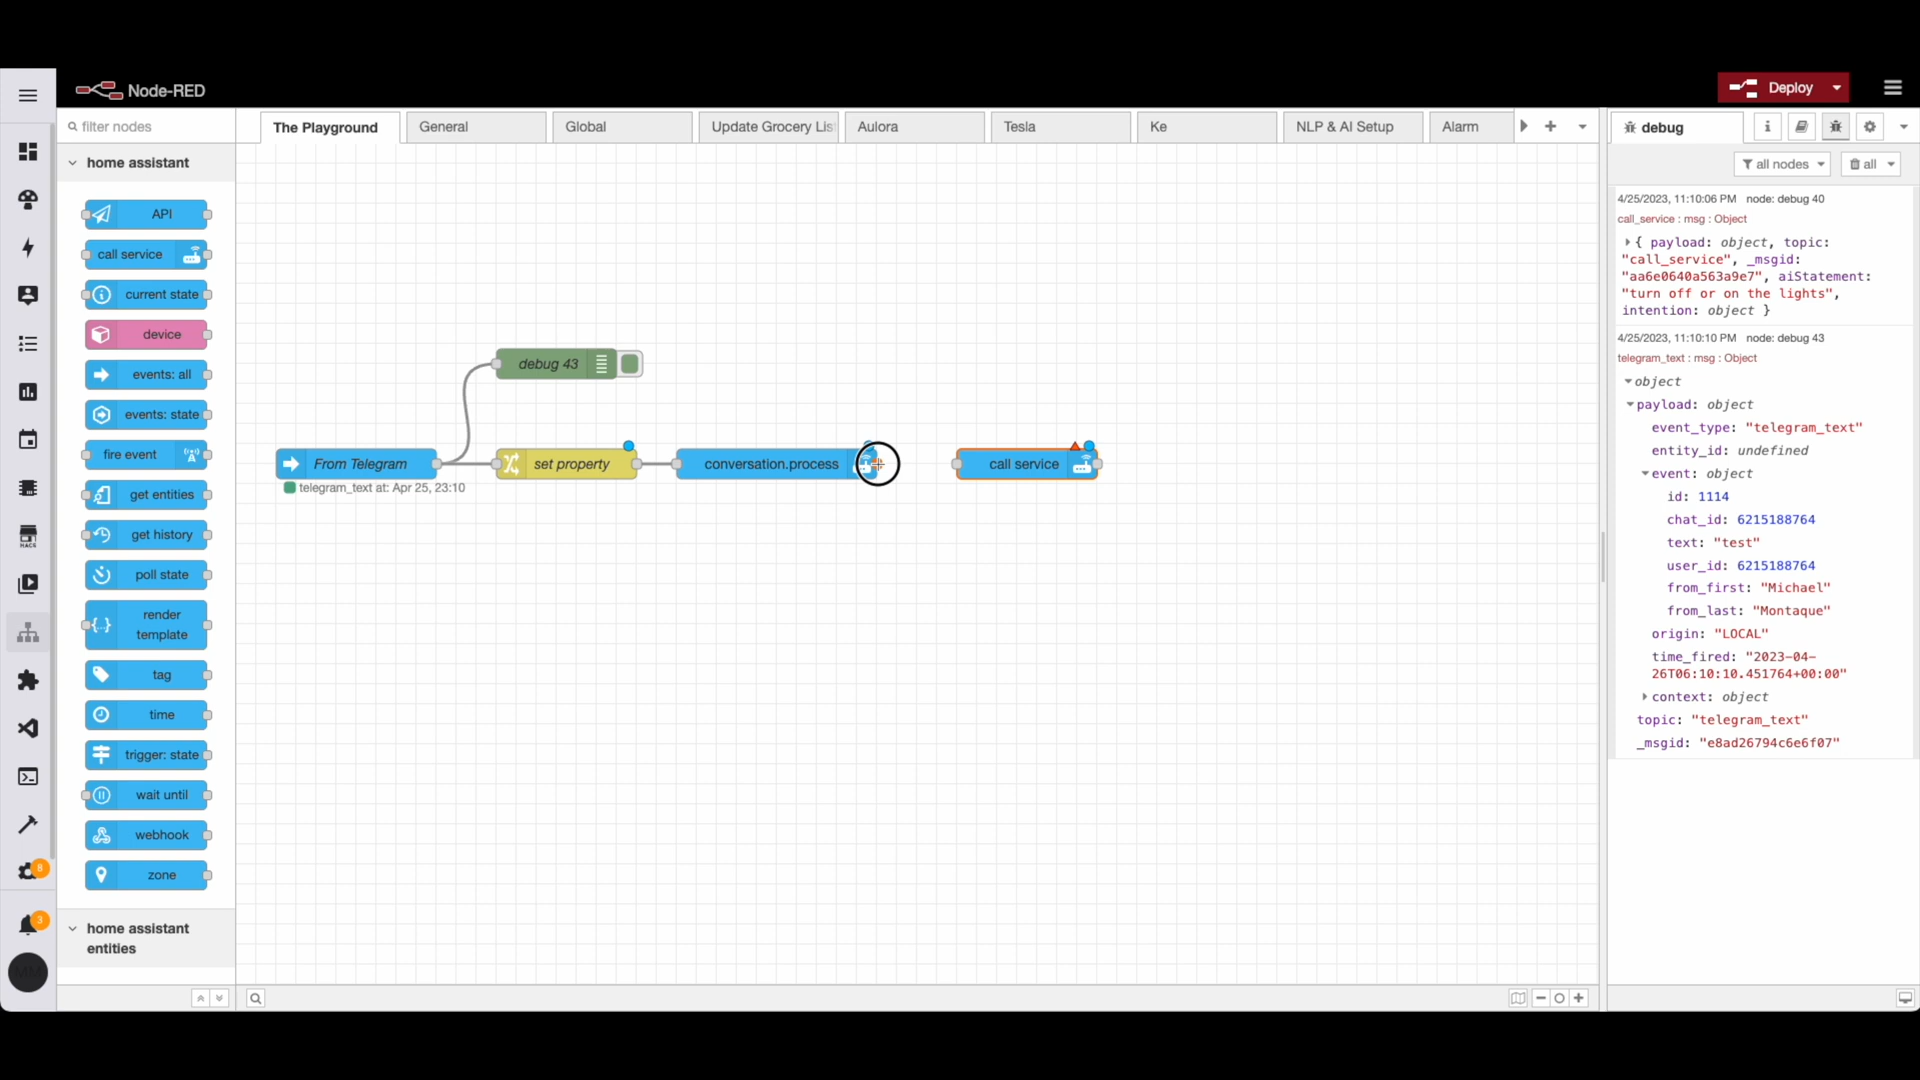 Node-RED
Deploy
filter nodes
The Playground
General
Global
Update Grocery Lis
Aulora
Tesla
Ke
NLP & AI Setup
Alarm
debug
all nodes
all
home assistant
API
call service
current state
device
events: all
events: state
fire event
get entities
get history
poll state
render
template
tag
time
trigger: state
wait until
webhook
zone
home assistant
entities
HACS
8
3
debug 43
From Telegram
set property
conversation.process
call service
telegram_text at: Apr 25, 23:10
4/25/2023, 11:10:06 PM node: debug 40
call_service : msg : Object
{ payload: object, topic:
"call_service", _msgid:
"aa6e0640a563a9e7", aiStatement:
"turn off or on the lights",
intention: object }
4/25/2023, 11:10:10 PM node: debug 43
telegram_text : msg : Object
object
payload: object
event_type: "telegram_text"
entity_id: undefined
event: object
id: 1114
chat_id: 6215188764
text: "test"
user_id: 6215188764
from_first: "Michael"
from_last: "Montaque"
origin: "LOCAL"
time_fired: "2023-04-
26T06:10:10.451764+00:00"
context: object
topic: "telegram_text"
_msgid: "e8ad26794c6e6f07"